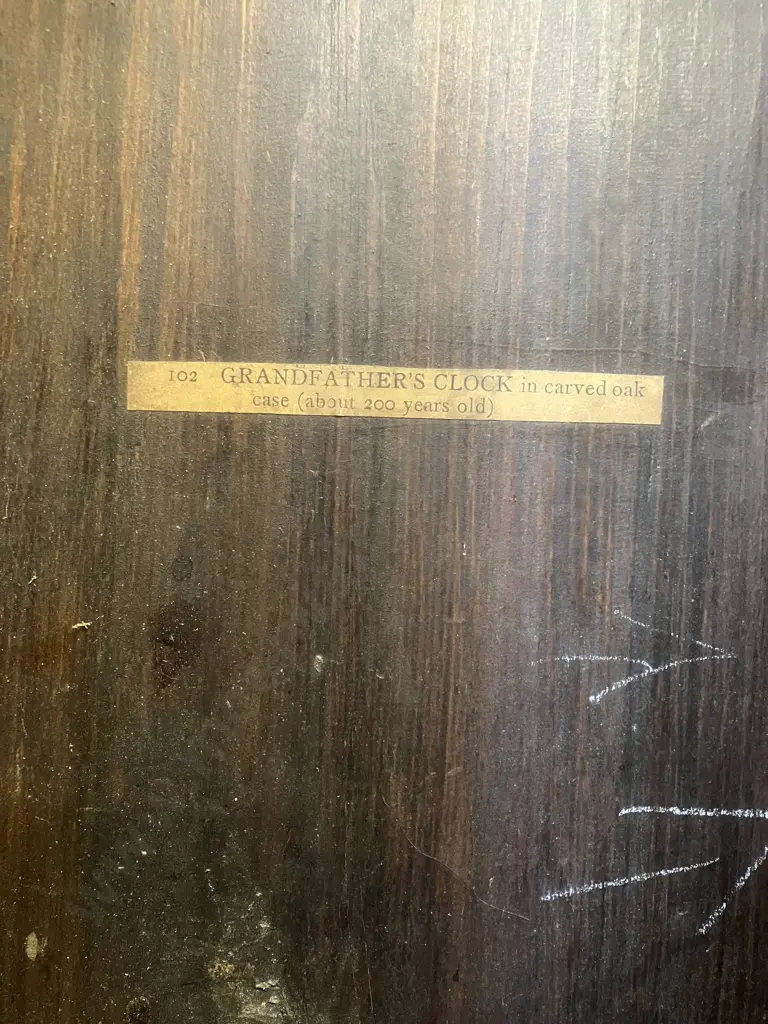 102 GRANDFATHER'S CLOCK in carved oak
case (about 200 years old)